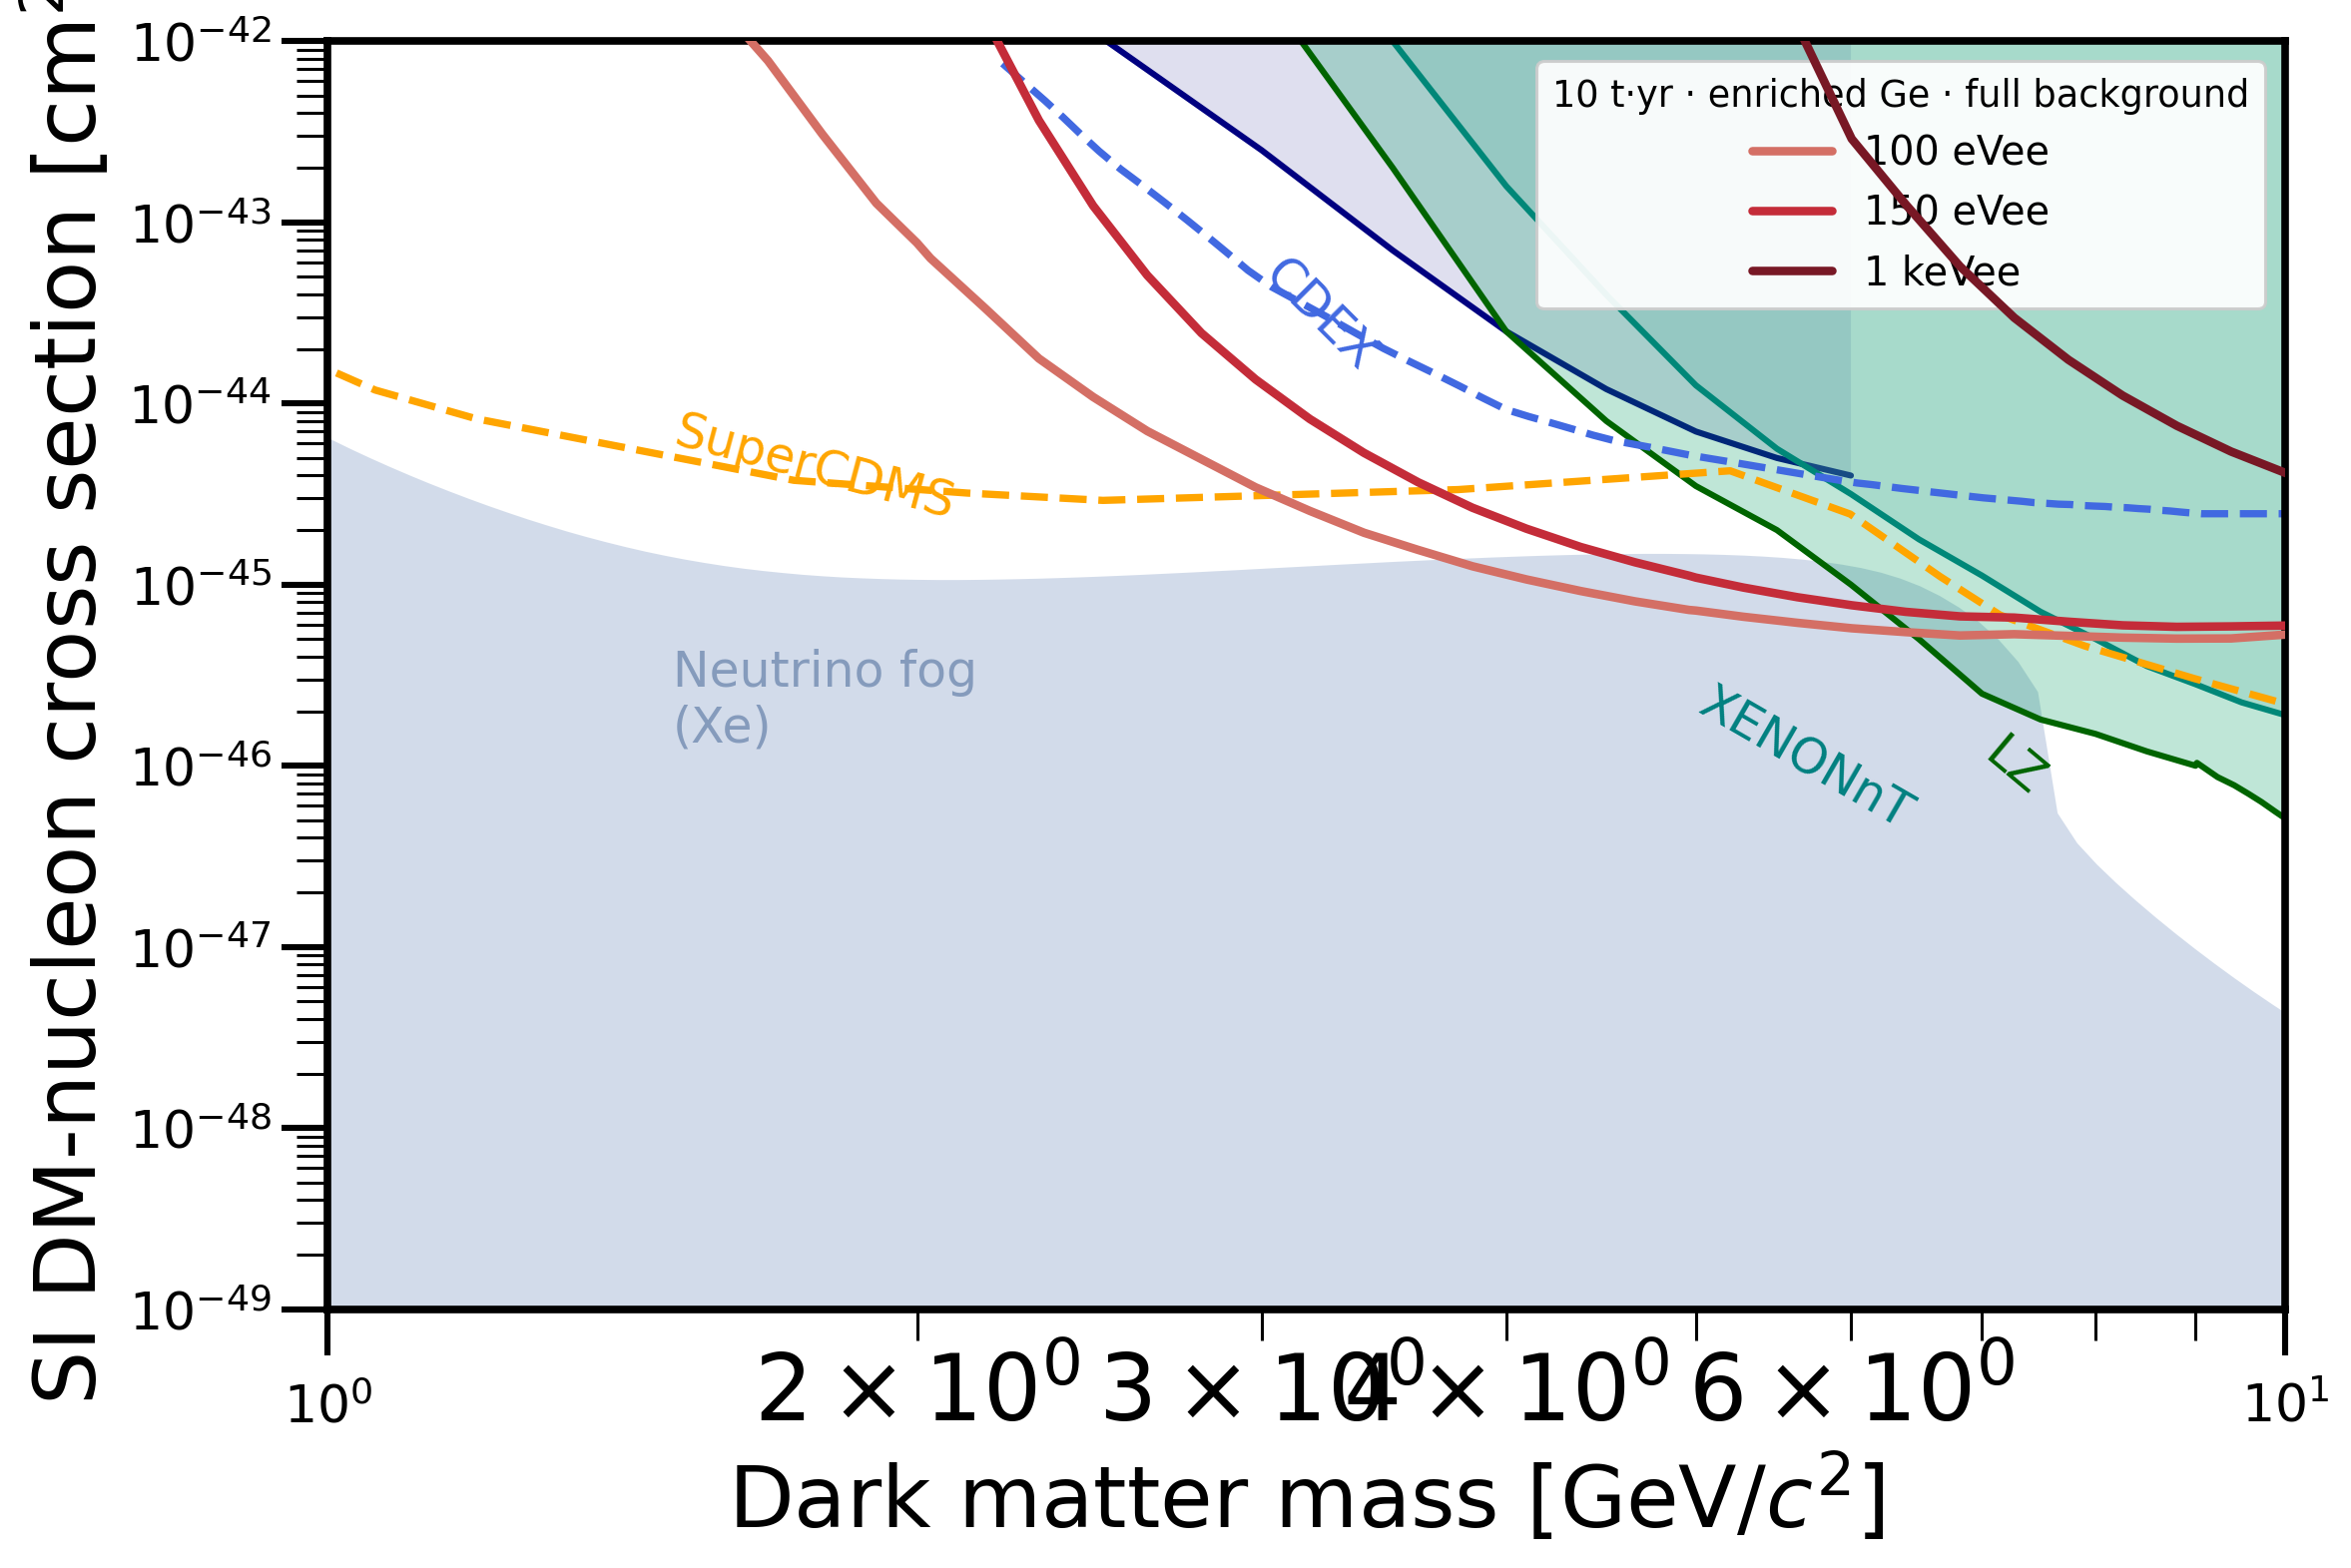 SI DM-nucleon cross section [cm²
10⁻⁴²
10⁻⁴³
10⁻⁴⁴
10⁻⁴⁵
10⁻⁴⁶
10⁻⁴⁷
10⁻⁴⁸
10⁻⁴⁹
10 t·yr · enriched Ge · full background
100 eVee
150 eVee
1 keVee
CDEX
SuperCDMS
Neutrino fog
(Xe)
XENONnT
LZ
10⁰
2 × 10⁰
3 × 10⁰
4 × 10⁰
6 × 10⁰
10¹
Dark matter mass [GeV/c²]